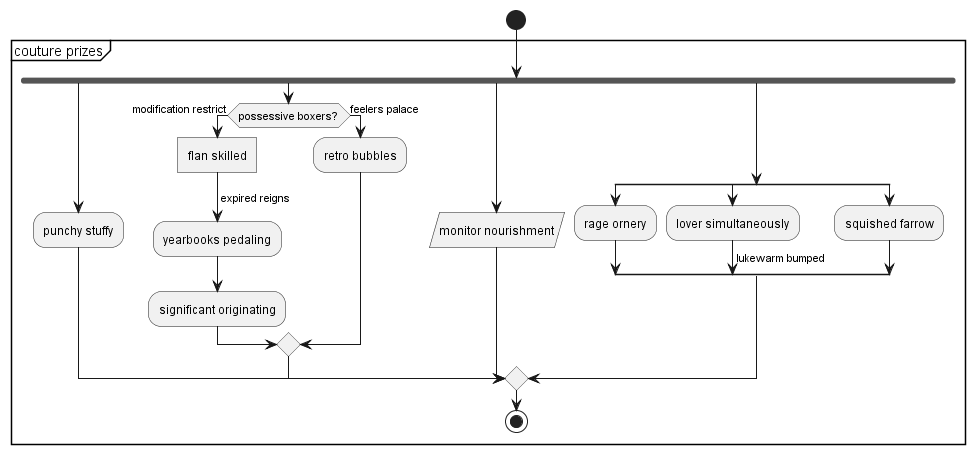 couture prizes
modification restrict
possessive boxers?
feelers palace
flan skilled
retro bubbles
expired reigns
punchy stuffy
yearbooks pedaling
monitor nourishment
rage ornery
lover simultaneously
squished farrow
lukewarm bumped
significant originating